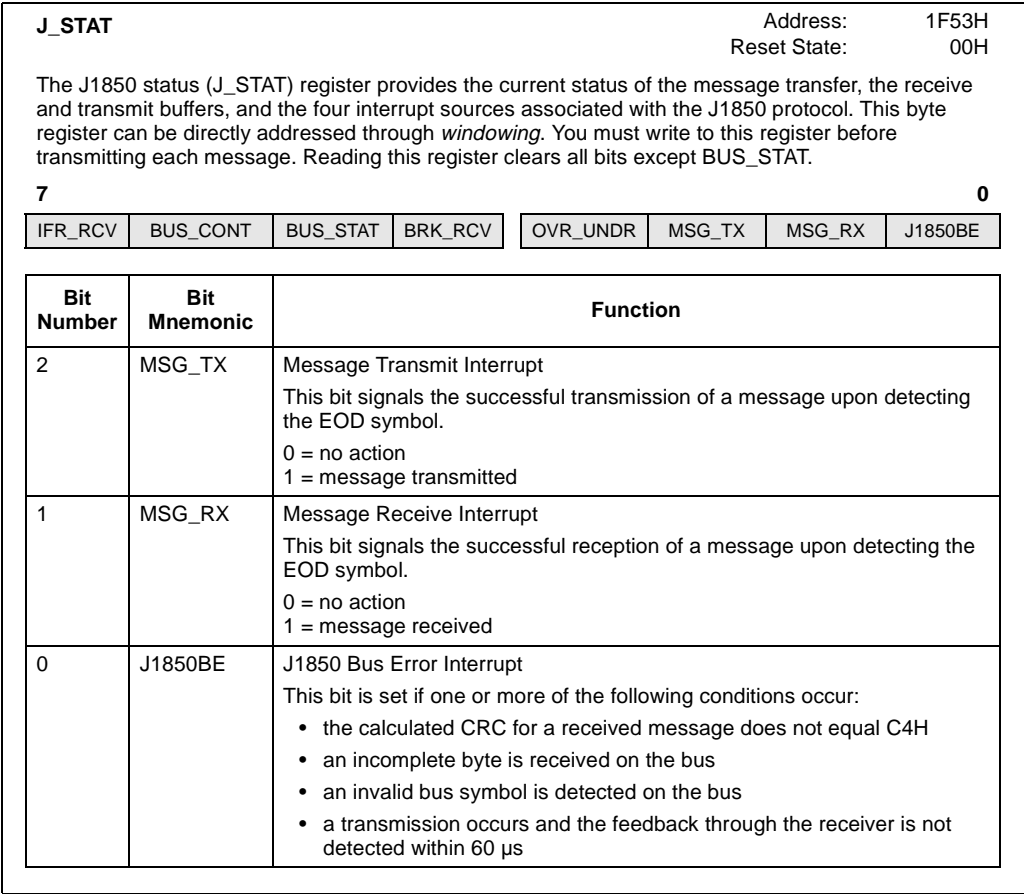 J_STAT
Address: 1F53H
Reset State: 00H
The J1850 status (J_STAT) register provides the current status of the message transfer, the receive
and transmit buffers, and the four interrupt sources associated with the J1850 protocol. This byte
register can be directly addressed through windowing. You must write to this register before
transmitting each message. Reading this register clears all bits except BUS_STAT.
7 0
IFR_RCV BUS_CONT BUS_STAT BRK_RCV OVR_UNDR MSG_TX MSG_RX J1850BE
Bit Number
Bit Mnemonic
Function
2 MSG_TX Message Transmit Interrupt
This bit signals the successful transmission of a message upon detecting
the EOD symbol.
0 = no action
1 = message transmitted
1 MSG_RX Message Receive Interrupt
This bit signals the successful reception of a message upon detecting the
EOD symbol.
0 = no action
1 = message received
0 J1850BE J1850 Bus Error Interrupt
This bit is set if one or more of the following conditions occur:
• the calculated CRC for a received message does not equal C4H
• an incomplete byte is received on the bus
• an invalid bus symbol is detected on the bus
• a transmission occurs and the feedback through the receiver is not
detected within 60 µs